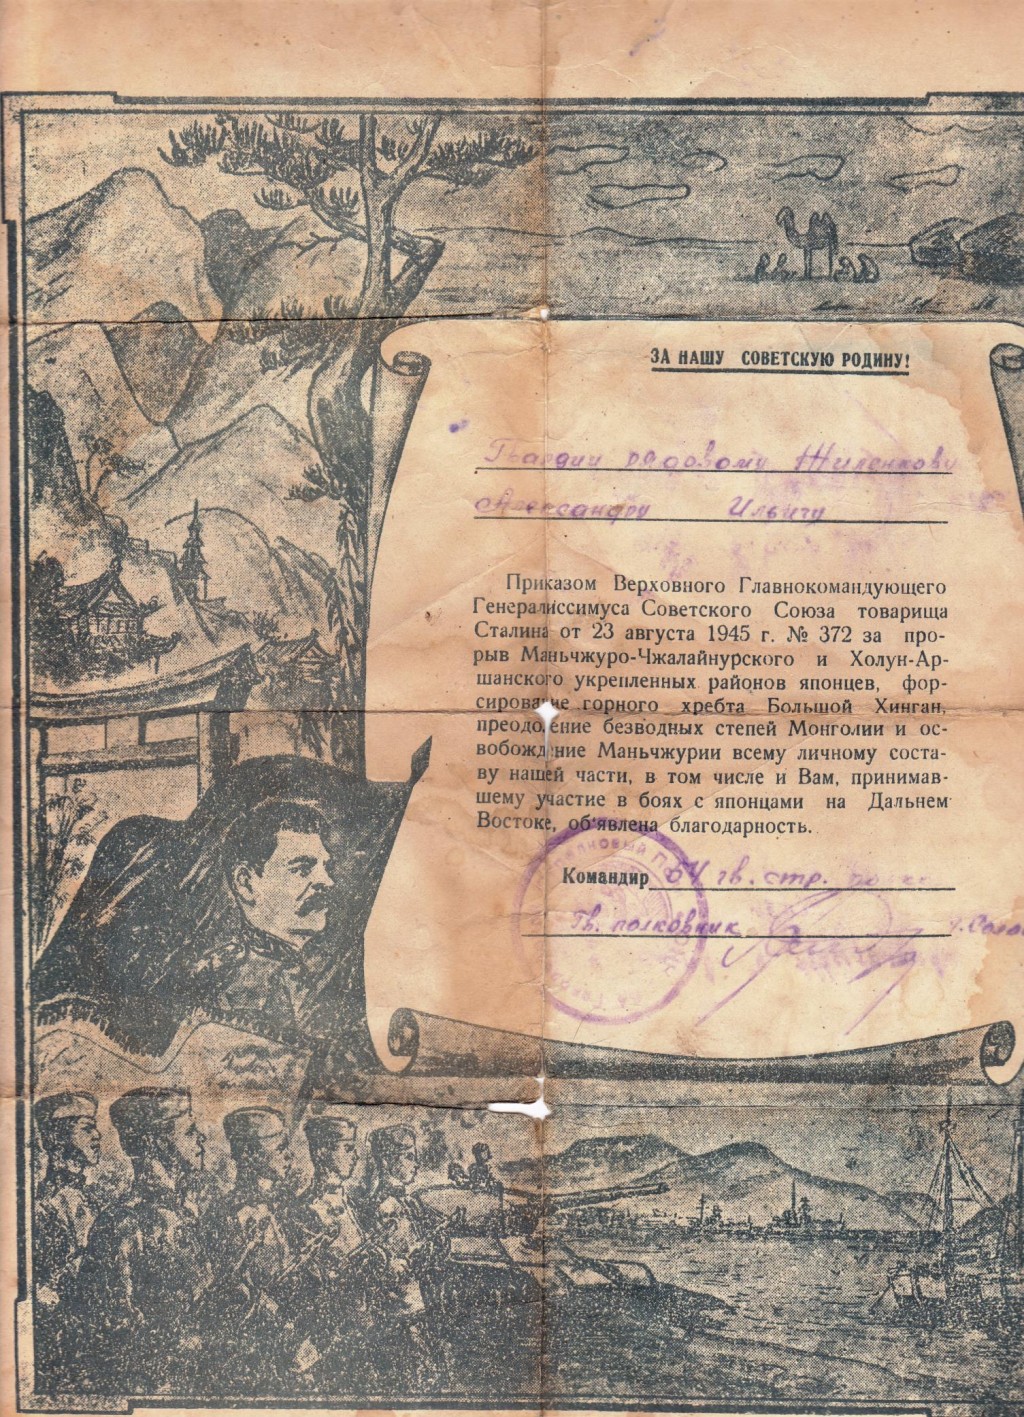 ЗА НАШУ СОВЕТСКУЮ РОДИНУ!
Гвардии рядовому Жиленкову
Александру Ильичу
Приказом Верховного Главнокомандующего
Генералиссимуса Советского Союза товарища
Сталина от 23 августа 1945 г. № 372 за про-
рыв Маньчжуро-Чжалайнурского и Холун-Ар-
шанского укрепленных районов японцев, фор-
сирование горного хребта Большой Хинган,
преодоление безводных степей Монголии и ос-
вобождение Маньчжурии всему личному соста-
ву нашей части, в том числе и Вам, принимав-
шему участие в боях с японцами на Дальнем
Востоке, объявлена благодарность.
Командир 64 гв. стр.
Гв. полковник